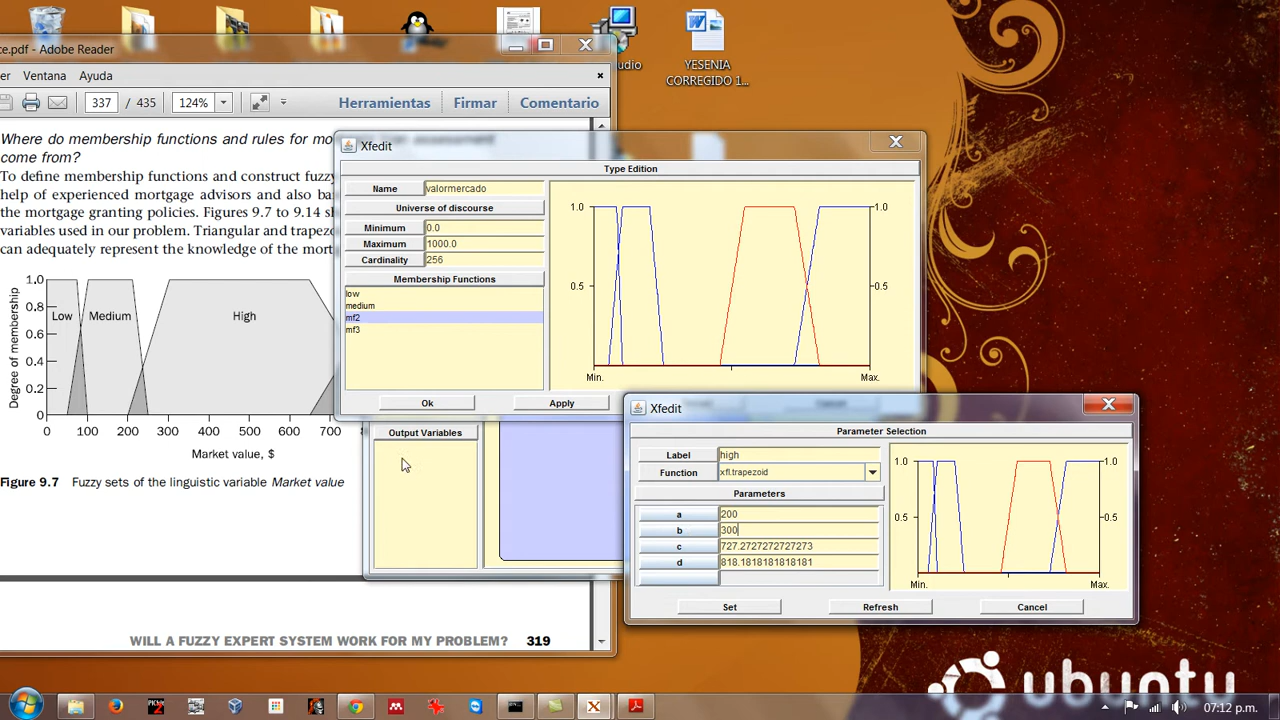 udio
YESENIA
CORREGIDO 1...
ce.pdf - Adobe Reader
er Ventana Ayuda
337 / 435 124% Herramientas Firmar Comentario
Where do membership functions and rules for mo
come from?
To define membership functions and construct fuzzy
help of experienced mortgage advisors and also ba
the mortgage granting policies. Figures 9.7 to 9.14 s
variables used in our problem. Triangular and trapezo
can adequately represent the knowledge of the mort
Degree of membership
1.0
0.8
0.6
0.4
0.2
0
Low Medium High
0 100 200 300 400 500 600 700
Market value, $
Figure 9.7 Fuzzy sets of the linguistic variable Market value
WILL A FUZZY EXPERT SYSTEM WORK FOR MY PROBLEM? 319
Xfedit
Type Edition
Name valormercado
Universe of discourse
Minimum 0.0
Maximum 1000.0
Cardinality 256
Membership Functions
low
medium
mf2
mf3
1.0 1.0
0.5 0.5
Min. Max.
Ok Apply
Output Variables
Xfedit
Parameter Selection
Label high
Function xfl.trapezoid
Parameters
a 200
b 300
c 727.2727272727273
d 818.1818181818181
1.0 1.0
0.5 0.5
Min. Max.
Set Refresh Cancel
ubuntu
07:12 p.m.